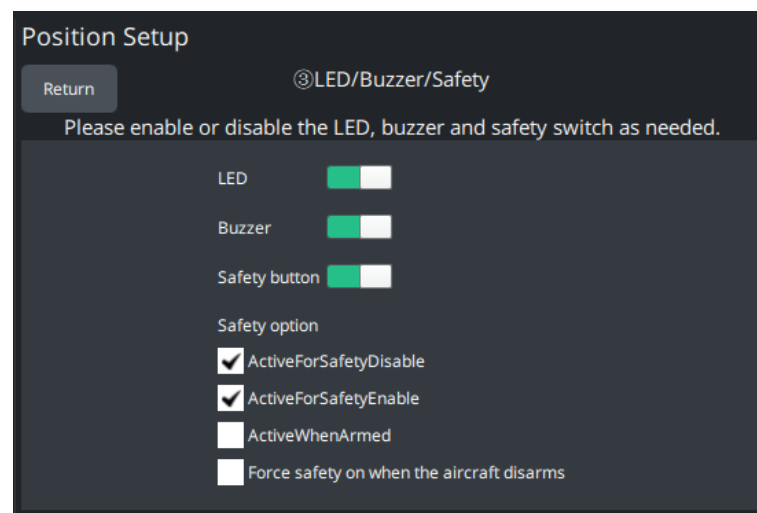 Position Setup
Return
③LED/Buzzer/Safety
Please enable or disable the LED, buzzer and safety switch as needed.
LED
Buzzer
Safety button
Safety option
ActiveForSafetyDisable
ActiveForSafetyEnable
ActiveWhenArmed
Force safety on when the aircraft disarms